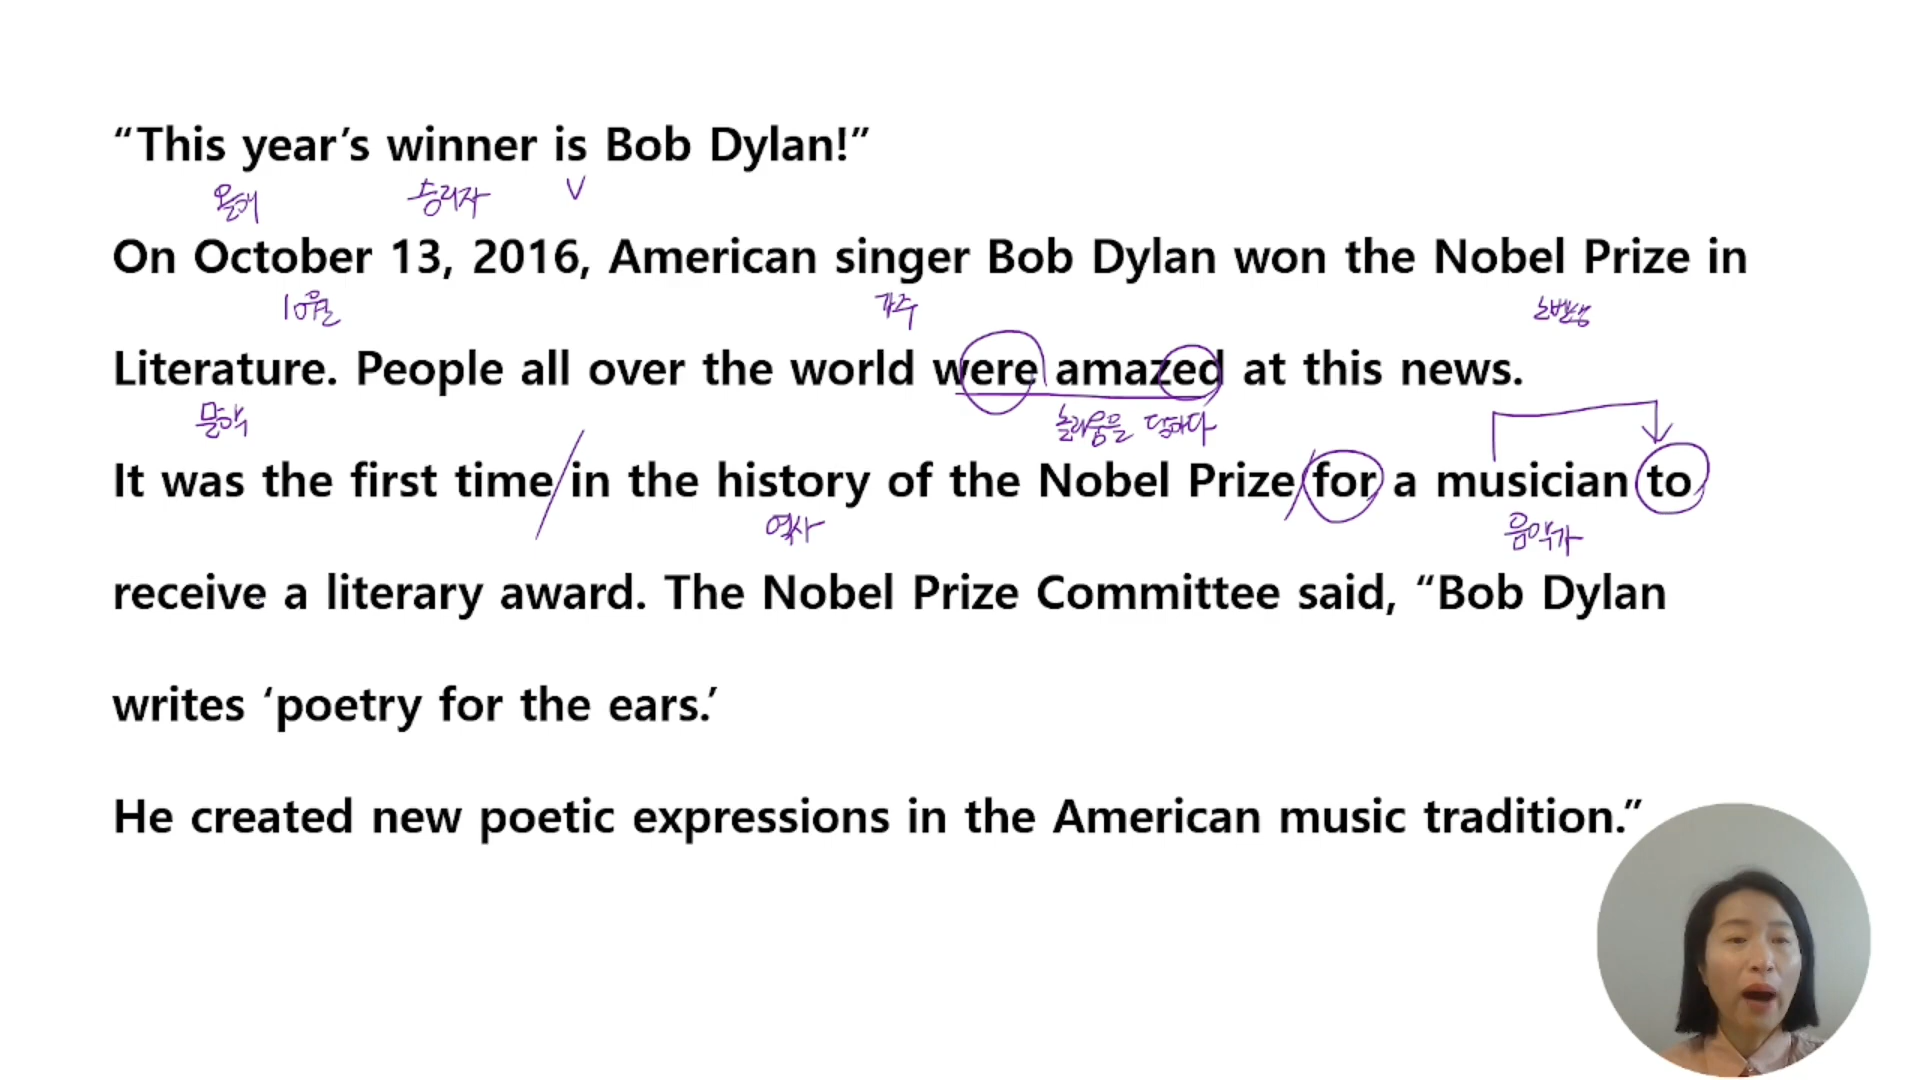 “This year’s winner is Bob Dylan!”
올해 승리자 V
On October 13, 2016, American singer Bob Dylan won the Nobel Prize in
10월 가수 노벨상
Literature. People all over the world were amazed at this news.
문학 놀라움을 당하다
It was the first time/in the history of the Nobel Prize/for a musician to
역사 음악가
receive a literary award. The Nobel Prize Committee said, “Bob Dylan
writes ‘poetry for the ears.’
He created new poetic expressions in the American music tradition.”